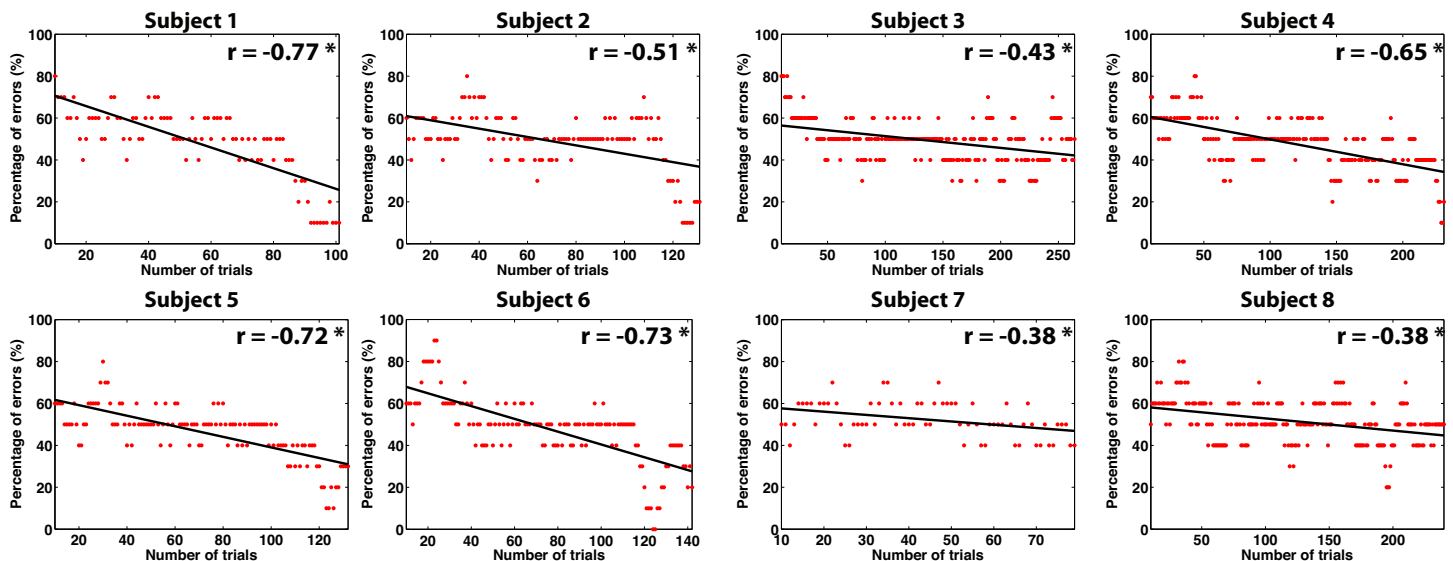 Subject 1
r = -0.77 *
Percentage of errors (%)
100
80
60
40
20
0
20 40 60 80 100
Number of trials
Subject 2
r = -0.51 *
Percentage of errors (%)
100
80
60
40
20
0
20 40 60 80 100 120
Number of trials
Subject 3
r = -0.43 *
Percentage of errors (%)
100
80
60
40
20
0
50 100 150 200 250
Number of trials
Subject 4
r = -0.65 *
Percentage of errors (%)
100
80
60
40
20
0
50 100 150 200
Number of trials
Subject 5
r = -0.72 *
Percentage of errors (%)
100
80
60
40
20
0
20 40 60 80 100 120
Number of trials
Subject 6
r = -0.73 *
Percentage of errors (%)
100
80
60
40
20
0
20 40 60 80 100 120 140
Number of trials
Subject 7
r = -0.38 *
Percentage of errors (%)
100
80
60
40
20
0
10 20 30 40 50 60 70
Number of trials
Subject 8
r = -0.38 *
Percentage of errors (%)
100
80
60
40
20
0
50 100 150 200
Number of trials